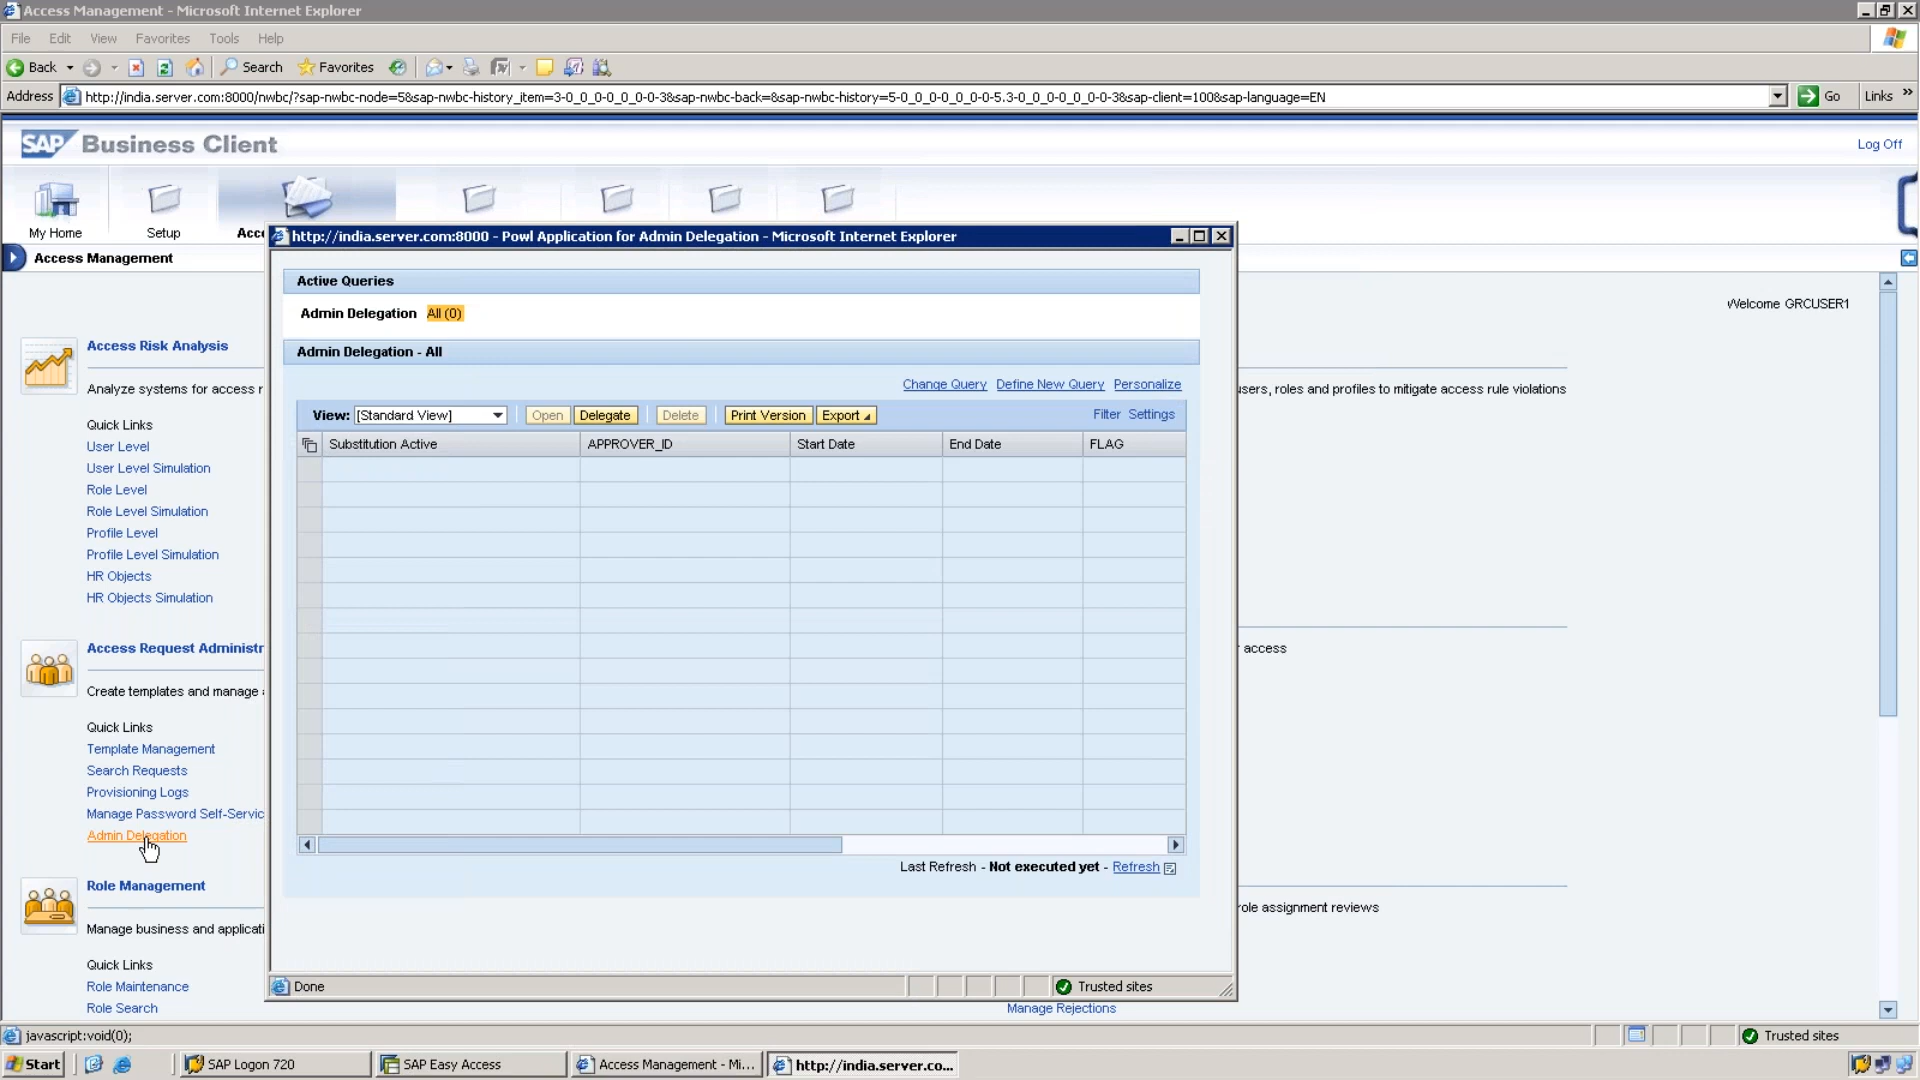 Access Management - Microsoft Internet Explorer
File Edit View Favorites Tools Help
Back Search Favorites
Address http://india.server.com:8000/nwbc/?sap-nwbc-node=5&sap-nwbc-history_item=3-0_0_0-0_0_0-0-3&sap-nwbc-back=&sap-nwbc-history=5-0_0_0-0_0_0-0-5.3-0_0_0-0_0_0-0-3&sap-client=100&sap-language=EN Go Links »
SAP Business Client
Log Off
My Home Setup Acce
Access Management
Welcome GRCUSER1
Access Risk Analysis
Analyze systems for access r
users, roles and profiles to mitigate access rule violations
Quick Links
User Level
User Level Simulation
Role Level
Role Level Simulation
Profile Level
Profile Level Simulation
HR Objects
HR Objects Simulation
Access Request Administr
Create templates and manage
access
Quick Links
Template Management
Search Requests
Provisioning Logs
Manage Password Self-Servic
Admin Delegation
Role Management
Manage business and applicati
role assignment reviews
Quick Links
Role Maintenance
Role Search
Manage Rejections
http://india.server.com:8000 - Powl Application for Admin Delegation - Microsoft Internet Explorer
Active Queries
Admin Delegation All (0)
Admin Delegation - All
Change Query Define New Query Personalize
View: [Standard View] Open Delegate Delete Print Version Export Filter Settings
Substitution Active APPROVER_ID Start Date End Date FLAG
Last Refresh - Not executed yet - Refresh
Done Trusted sites
javascript:void(0); Trusted sites
Start SAP Logon 720 SAP Easy Access Access Management - Mi... http://india.server.co...